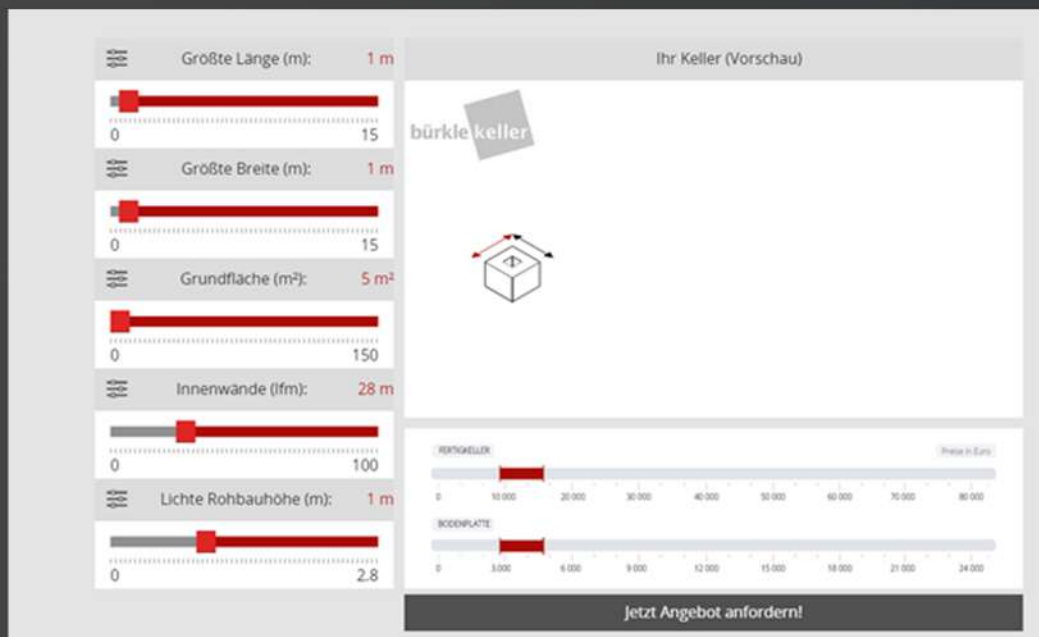 Größte Länge (m): 1 m
0 15
Größte Breite (m): 1 m
0 15
Grundfläche (m²): 5 m²
0 150
Innenwände (lfm): 28 m
0 100
Lichte Rohbauhöhe (m): 1 m
0 2.8
Ihr Keller (Vorschau)
bürkle keller
FERTIGKELLER Preise in Euro
0 10 000 20 000 30 000 40 000 50 000 60 000 70 000 80 000
BODENPLATTE
0 3 000 6 000 9 000 12 000 15 000 18 000 21 000 24 000
Jetzt Angebot anfordern!